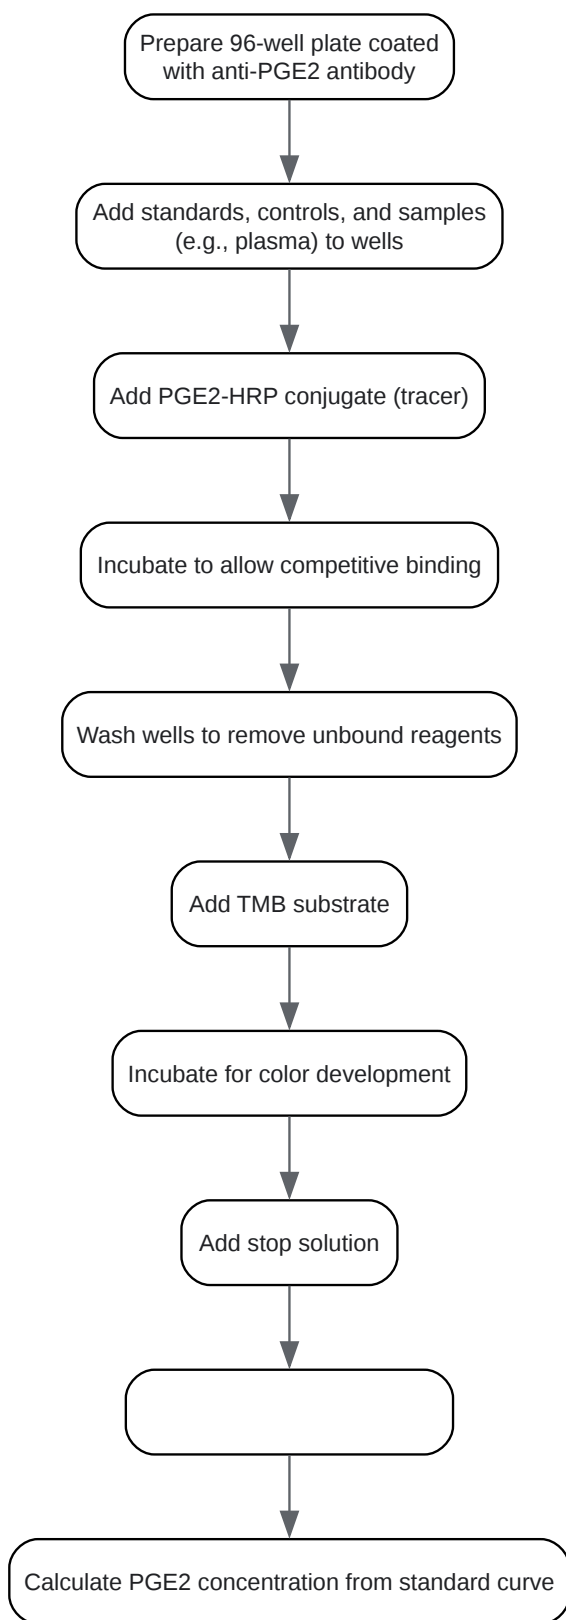 Prepare 96-well plate coated
with anti-PGE2 antibody
Add standards, controls, and samples
(e.g., plasma) to wells
Add PGE2-HRP conjugate (tracer)
Incubate to allow competitive binding
Wash wells to remove unbound reagents
Add TMB substrate
Incubate for color development
Add stop solution
Calculate PGE2 concentration from standard curve